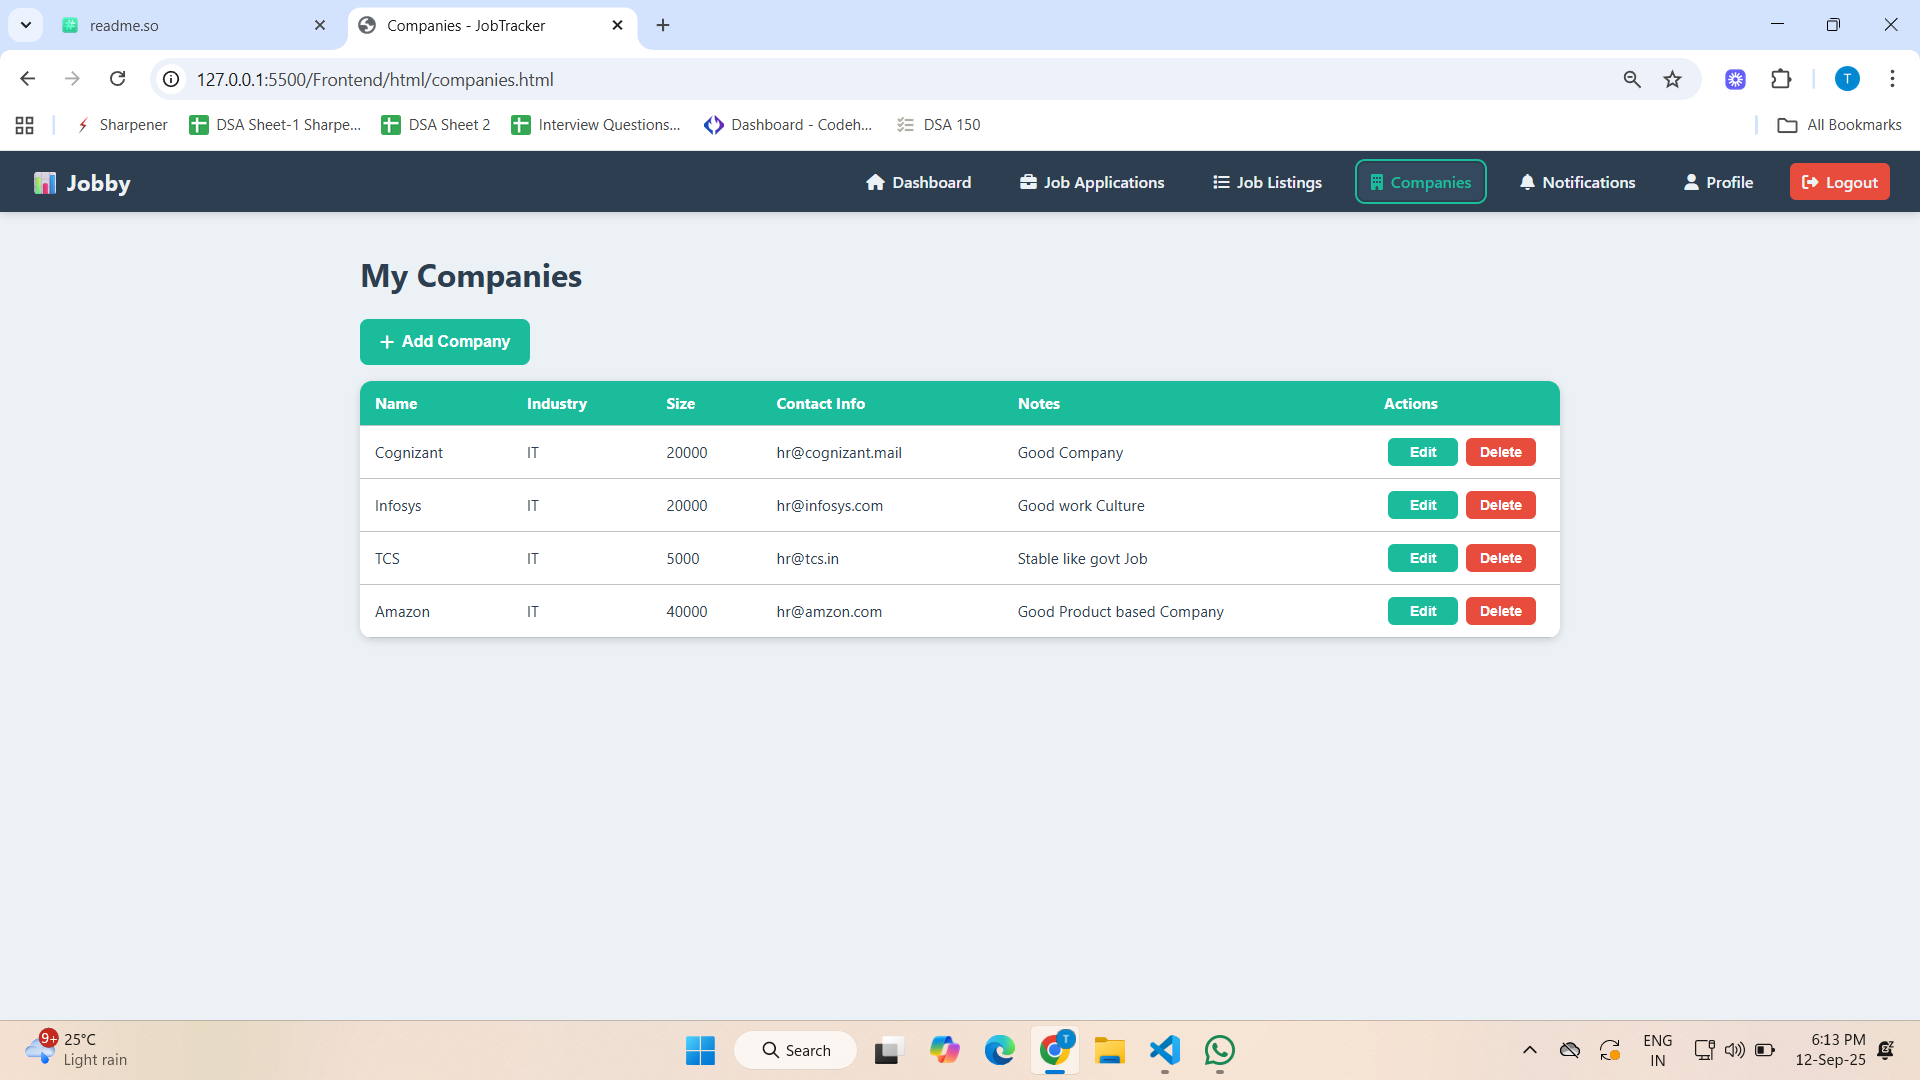 readme.so
Companies - JobTracker
127.0.0.1:5500/Frontend/html/companies.html
T
Sharpener
DSA Sheet-1 Sharpe...
DSA Sheet 2
Interview Questions...
Dashboard - Codeh...
DSA 150
All Bookmarks
Jobby
Dashboard
Job Applications
Job Listings
Companies
Notifications
Profile
Logout
My Companies
+ Add Company
Name Industry Size Contact Info Notes Actions
Cognizant IT 20000 hr@cognizant.mail Good Company Edit Delete
Infosys IT 20000 hr@infosys.com Good work Culture Edit Delete
TCS IT 5000 hr@tcs.in Stable like govt Job Edit Delete
Amazon IT 40000 hr@amzon.com Good Product based Company Edit Delete
9+
25°C
Light rain
Search
T
ENG
IN
6:13 PM
12-Sep-25